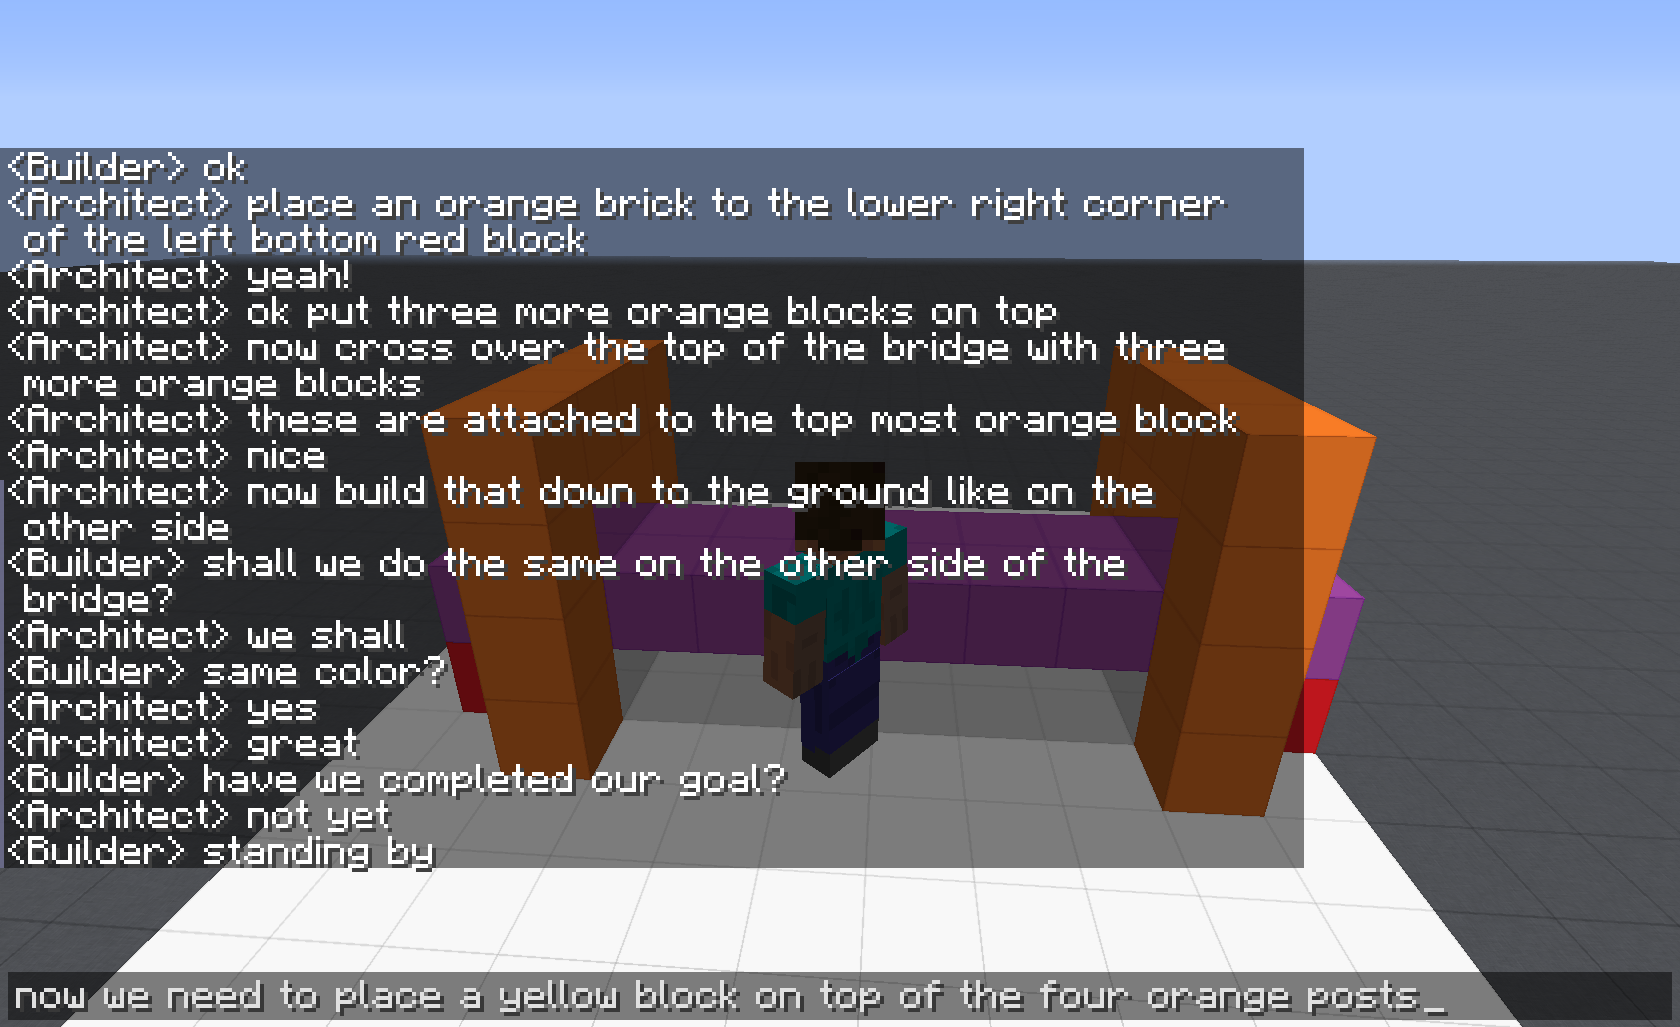 <Builder> ok
<Architect> place an orange brick to the lower right corner
of the left bottom red block
<Architect> yeah!
<Architect> ok put three more orange blocks on top
<Architect> now cross over the top of the bridge with three
more orange blocks
<Architect> these are attached to the top most orange block
<Architect> nice
<Architect> now build that down to the ground like on the
other side
<Builder> shall we do the same on the other side of the
bridge?
<Architect> we shall
<Builder> same color?
<Architect> yes
<Architect> great
<Builder> have we completed our goal?
<Architect> not yet
<Builder> standing by
now we need to place a yellow block on top of the four orange posts_